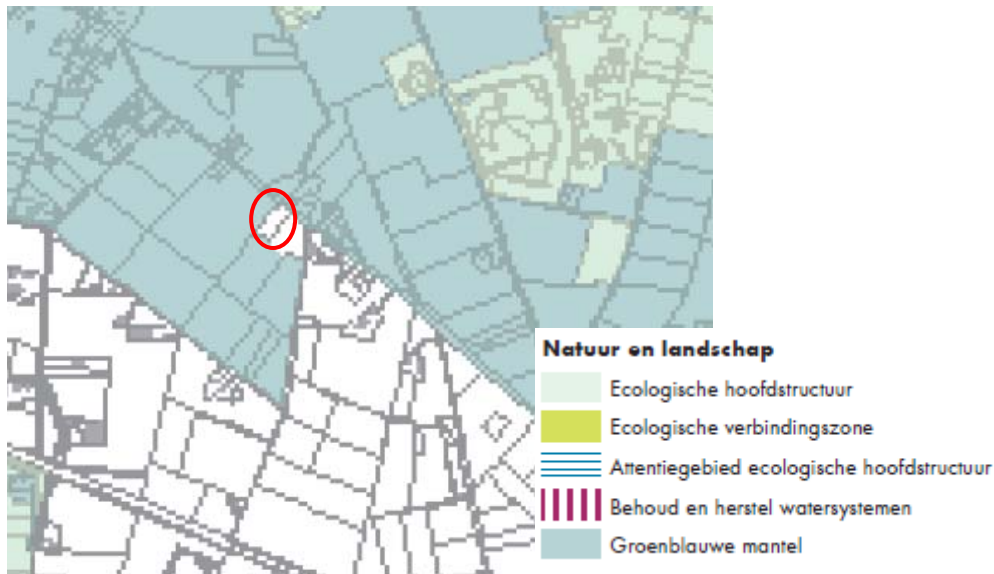 Natuur en landschap
Ecologische hoofdstructuur
Ecologische verbindingszone
Attentiegebied ecologische hoofdstructuur
Behoud en herstel watersystemen
Groenblauwe mantel